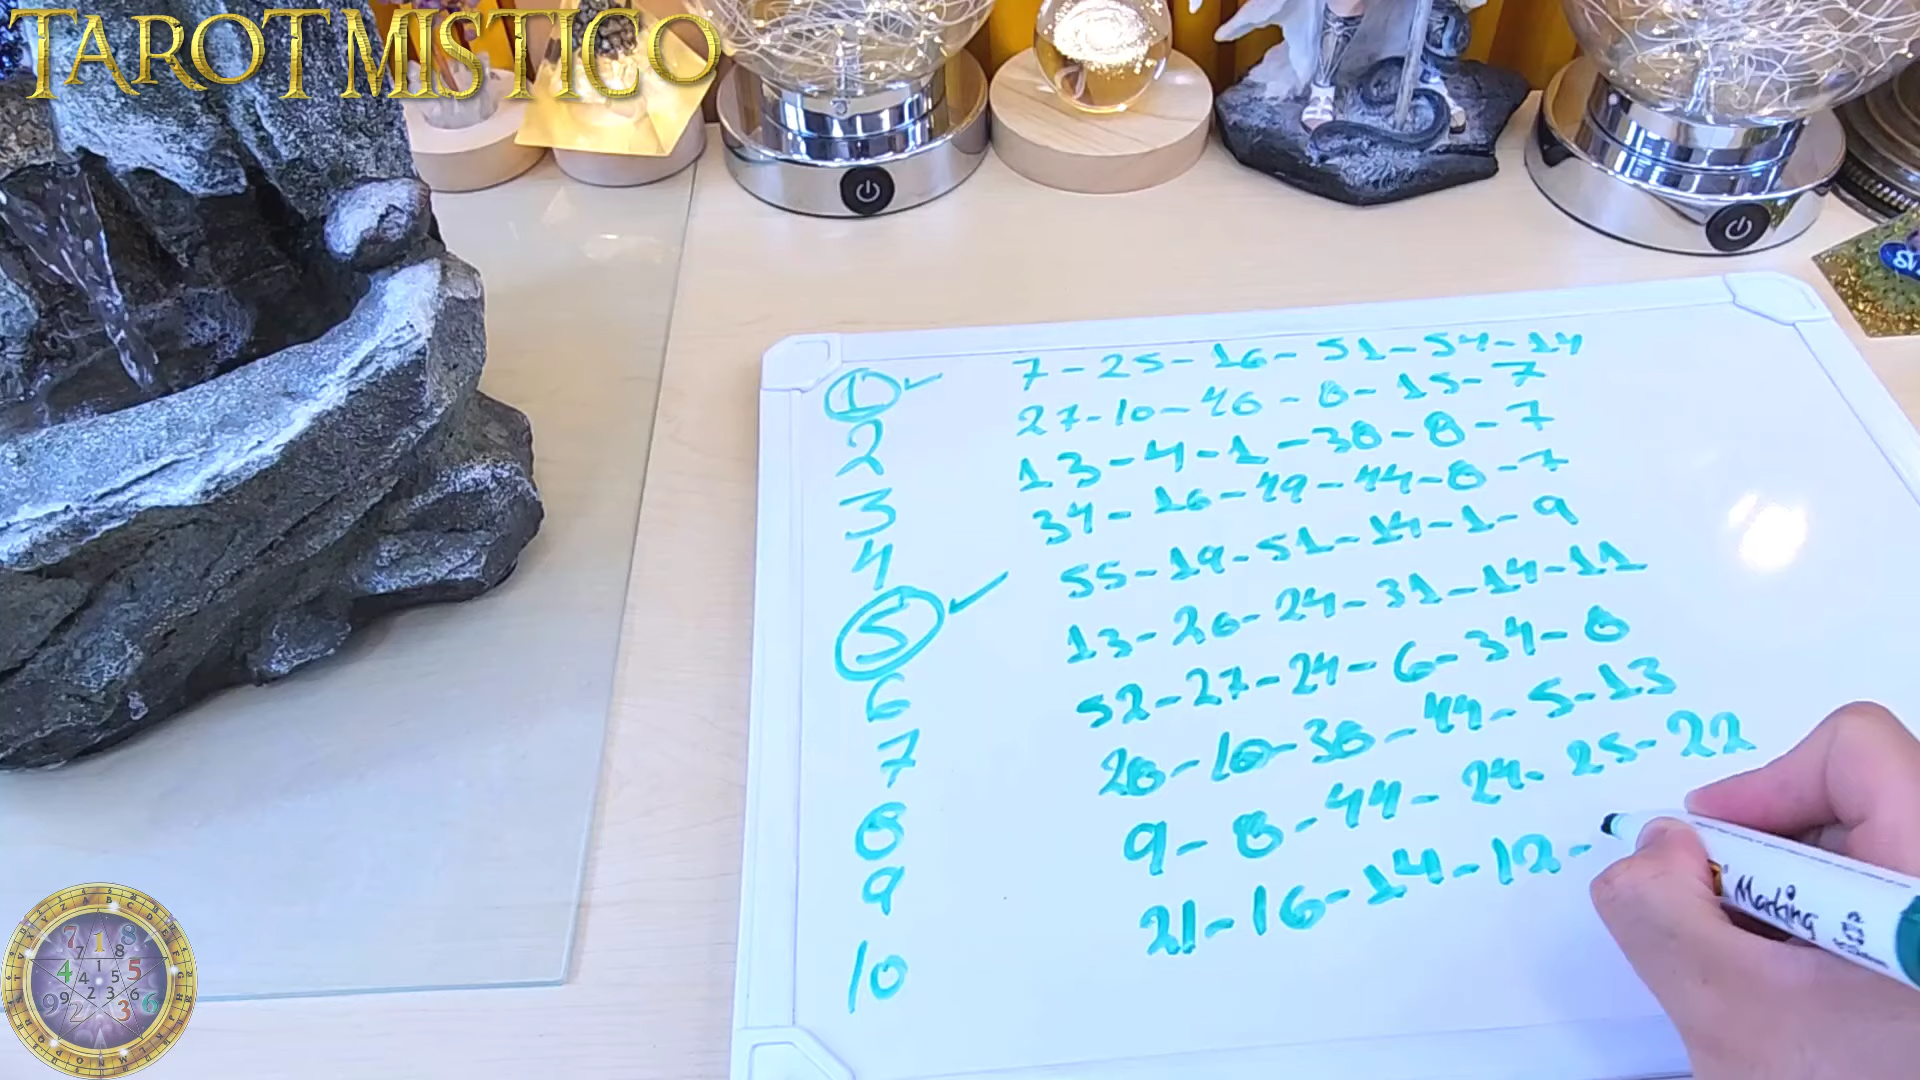 TAROT MISTICO
1 ✓ 7-25-16-51-54-14
2 27-10-46-8-15-7
3 13-4-1-38-8-7
4 34-16-49-44-8-7
5 ✓ 55-19-51-14-1-9
6 13-26-24-31-14-11
7 52-27-24-6-34-8
8 20-10-38-44-5-13
9 9-8-44-24-25-22
10 21-16-14-12-
Marking